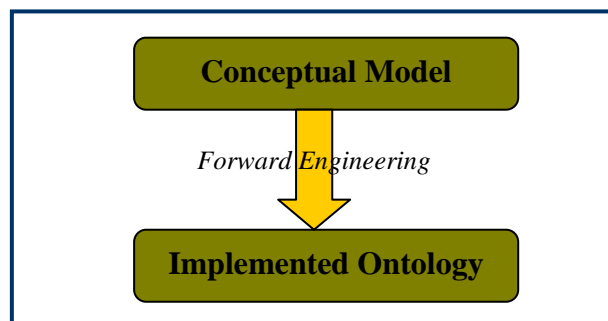 Conceptual Model
Forward Engineering
Implemented Ontology